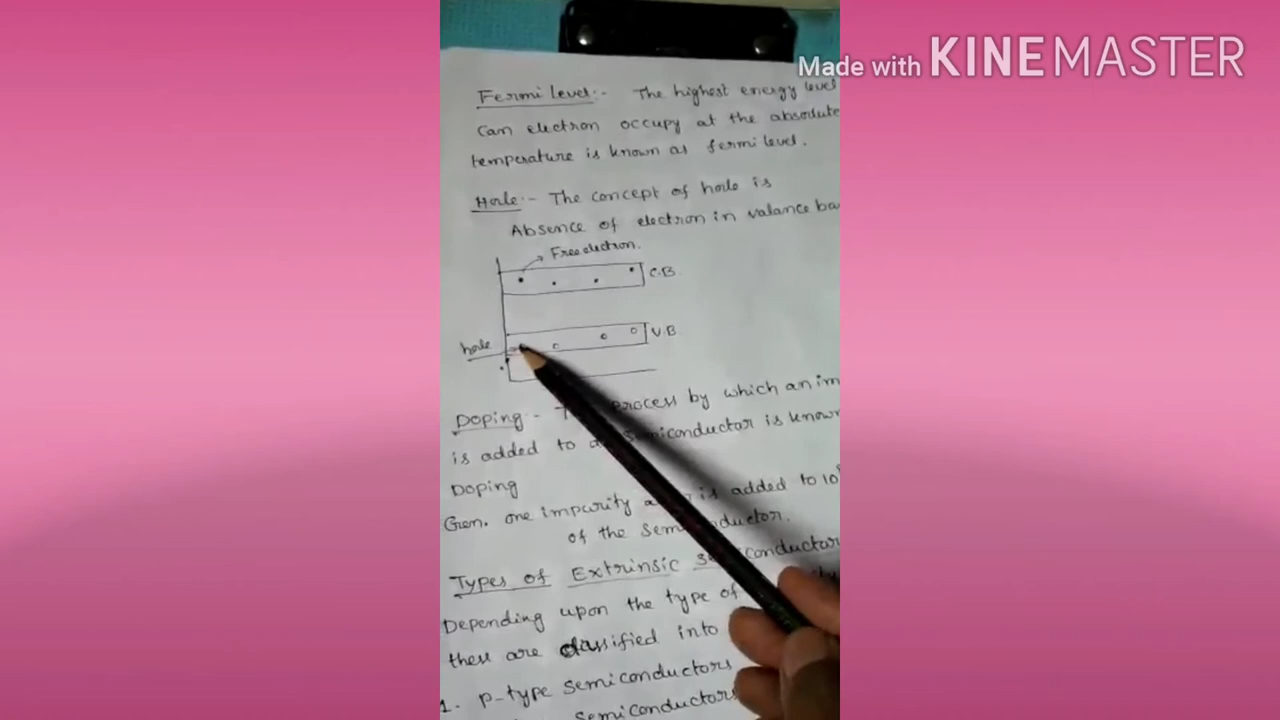 Made with KINEMASTER
Fermi level:- The highest energy level
can electron occupy at the absolute
temperature is known as fermi level.
Hole:- The concept of hole is
Absence of electron in valance ba
Free electron.
C.B
V.B
hole
Doping:- process by which an im
is added to a semiconductor is known
Doping
Gen. one impurity is added to 10
of the semiconductor.
Types of Extrinsic semiconductor
Depending upon the type of
these are classified into
1. p-type semiconductors
semiconductors